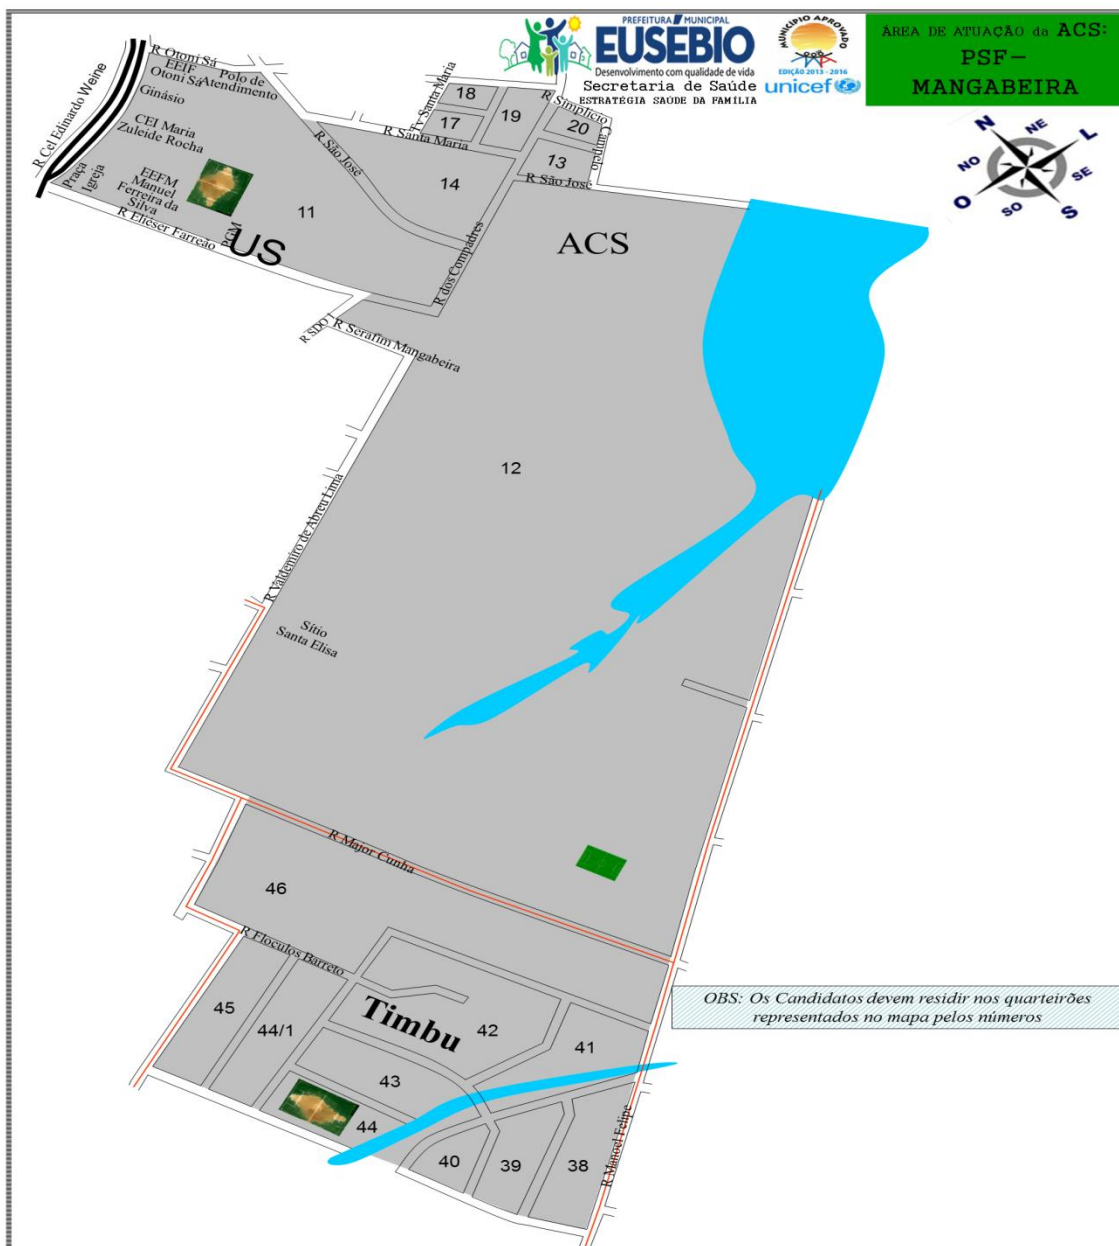 PREFEITURA MUNICIPAL
EUSÉBIO
Desenvolvimento com qualidade de vida
Secretaria de Saúde
ESTRATÉGIA SAÚDE DA FAMÍLIA
MUNICÍPIO APROVADO
EDIÇÃO 2013 - 2016
unicef
ÁREA DE ATUAÇÃO da ACS:
PSF-
MANGABEIRA
N
NE
L
SE
S
SO
O
NO
R Otoni Sá
EEIF
Otoni Sá
Polo de
Atendimento
Ginásio
CEI Maria
Zuleide Rocha
R Cel Edinardo Weine
Praça
Igreja
EEFM
Manuel
Ferreira da
Silva
R Eliéser Farreão
PGM
US
11
R São José
Tv Santa Maria
R Santa Maria
18
17
19
R Simplicio
Campelo
20
13
R São José
14
R dos Compadres
ACS
R SDO 1
R Serafim Mangabeira
12
R Valdemiro de Abreu Lima
Sítio
Santa Elisa
R Major Cunha
46
R Flóculos Barreto
Timbu
45
44/1
42
41
43
44
40
39
38
R Manoel Felipe
OBS: Os Candidatos devem residir nos quarteirões
representados no mapa pelos números